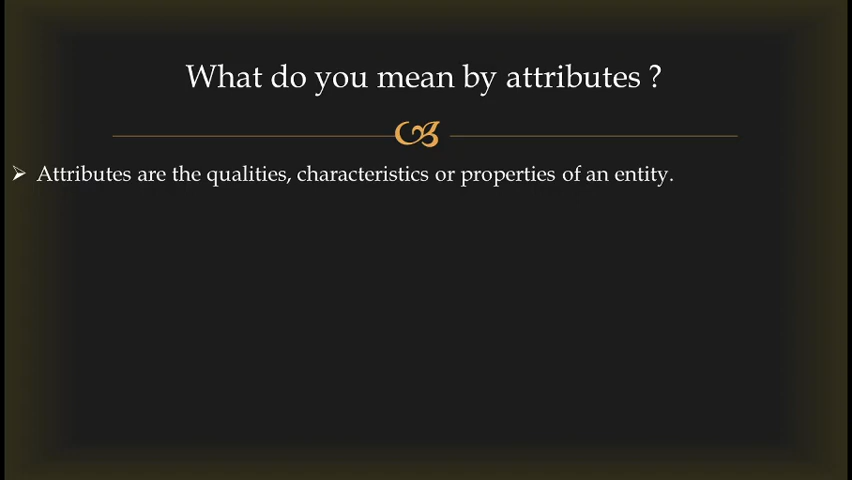 What do you mean by attributes ?
➢ Attributes are the qualities, characteristics or properties of an entity.